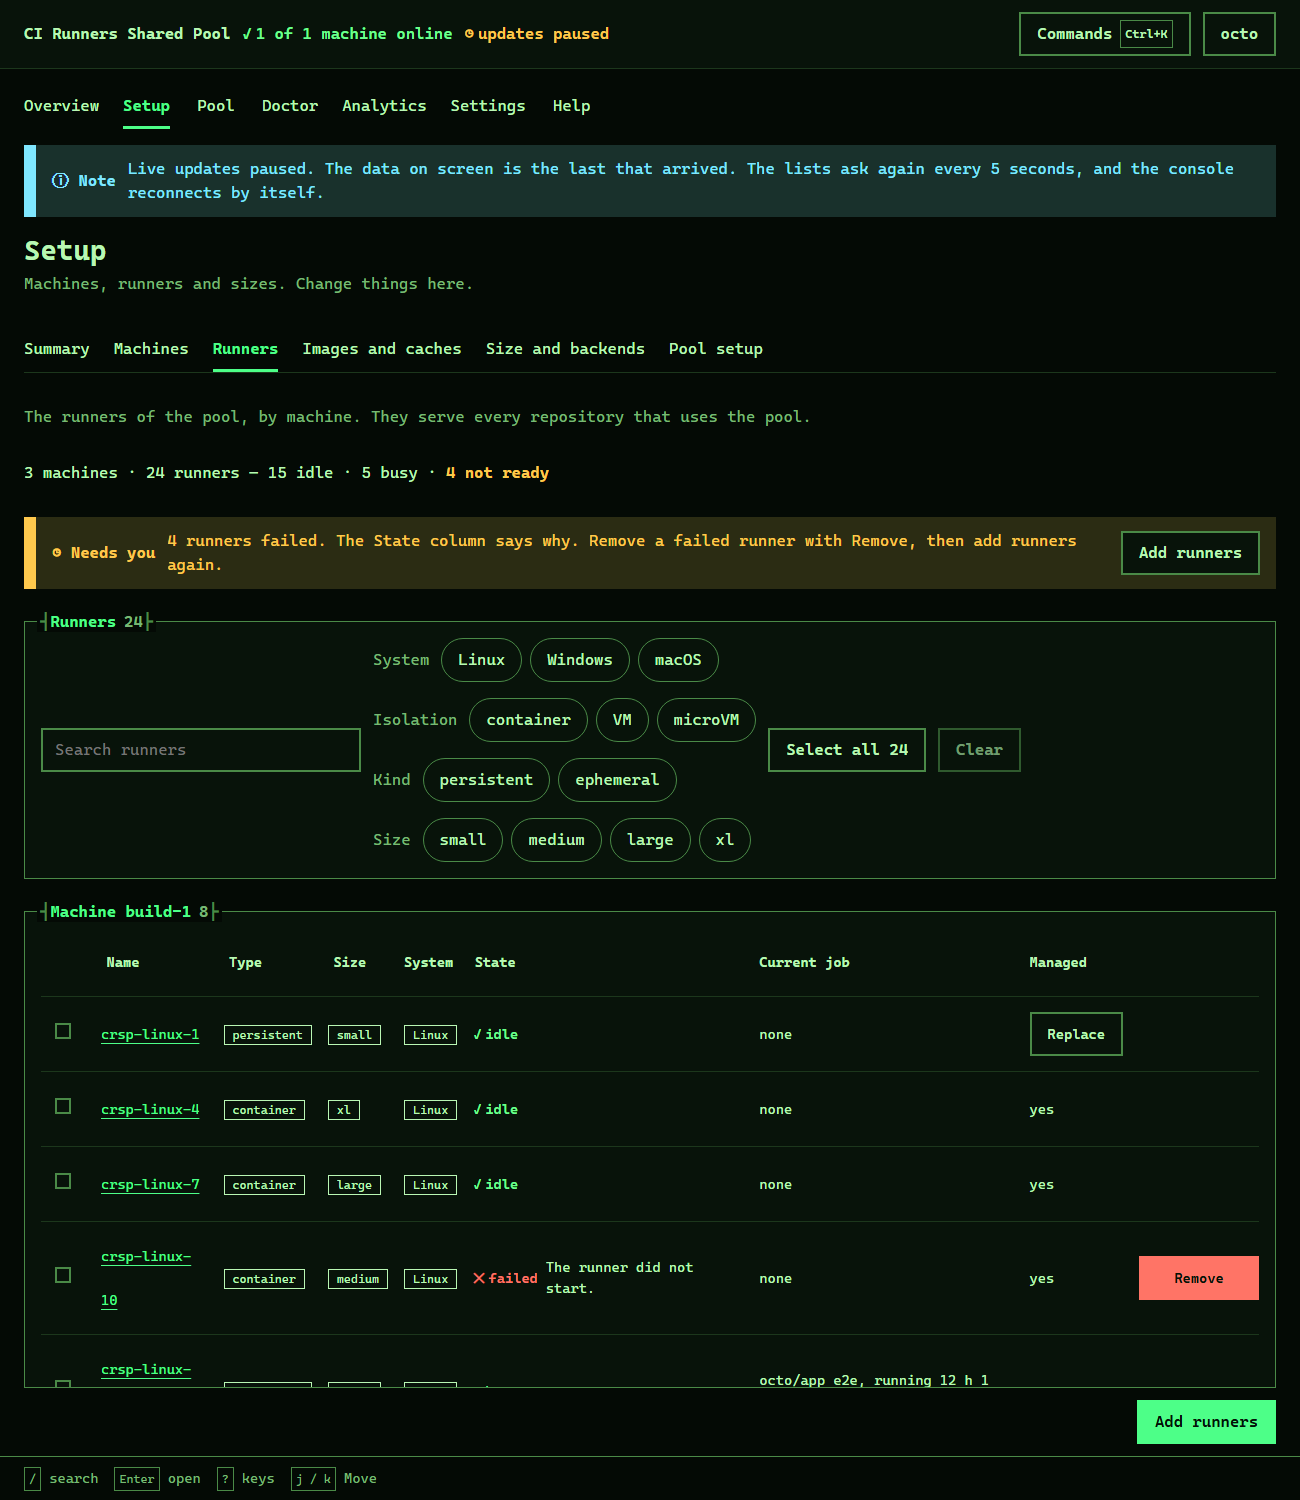 CI Runners Shared Pool ✓ 1 of 1 machine online updates paused
Commands Ctrl+K octo
Overview Setup Pool Doctor Analytics Settings Help
Note
Live updates paused. The data on screen is the last that arrived. The lists ask again every 5 seconds, and the console
reconnects by itself.
Setup
Machines, runners and sizes. Change things here.
Summary Machines Runners Images and caches Size and backends Pool setup
The runners of the pool, by machine. They serve every repository that uses the pool.
3 machines · 24 runners — 15 idle · 5 busy · 4 not ready
Needs you
4 runners failed. The State column says why. Remove a failed runner with Remove, then add runners
again.
Add runners
Runners 24
Search runners
System Linux Windows macOS
Isolation container VM microVM
Kind persistent ephemeral
Size small medium large xl
Select all 24 Clear
Machine build-1 8
Name Type Size System State Current job Managed
crsp-linux-1 persistent small Linux ✓ idle none Replace
crsp-linux-4 container xl Linux ✓ idle none yes
crsp-linux-7 container large Linux ✓ idle none yes
crsp-linux-
10
container medium Linux ✕ failed
The runner did not
start.
none yes Remove
crsp-linux-
octo/app e2e, running 12 h 1
Add runners
/ search Enter open ? keys j / k Move